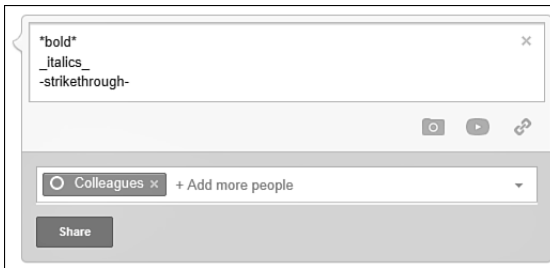 *bold*
_italics_
-strikethrough-
Colleagues × + Add more people
Share